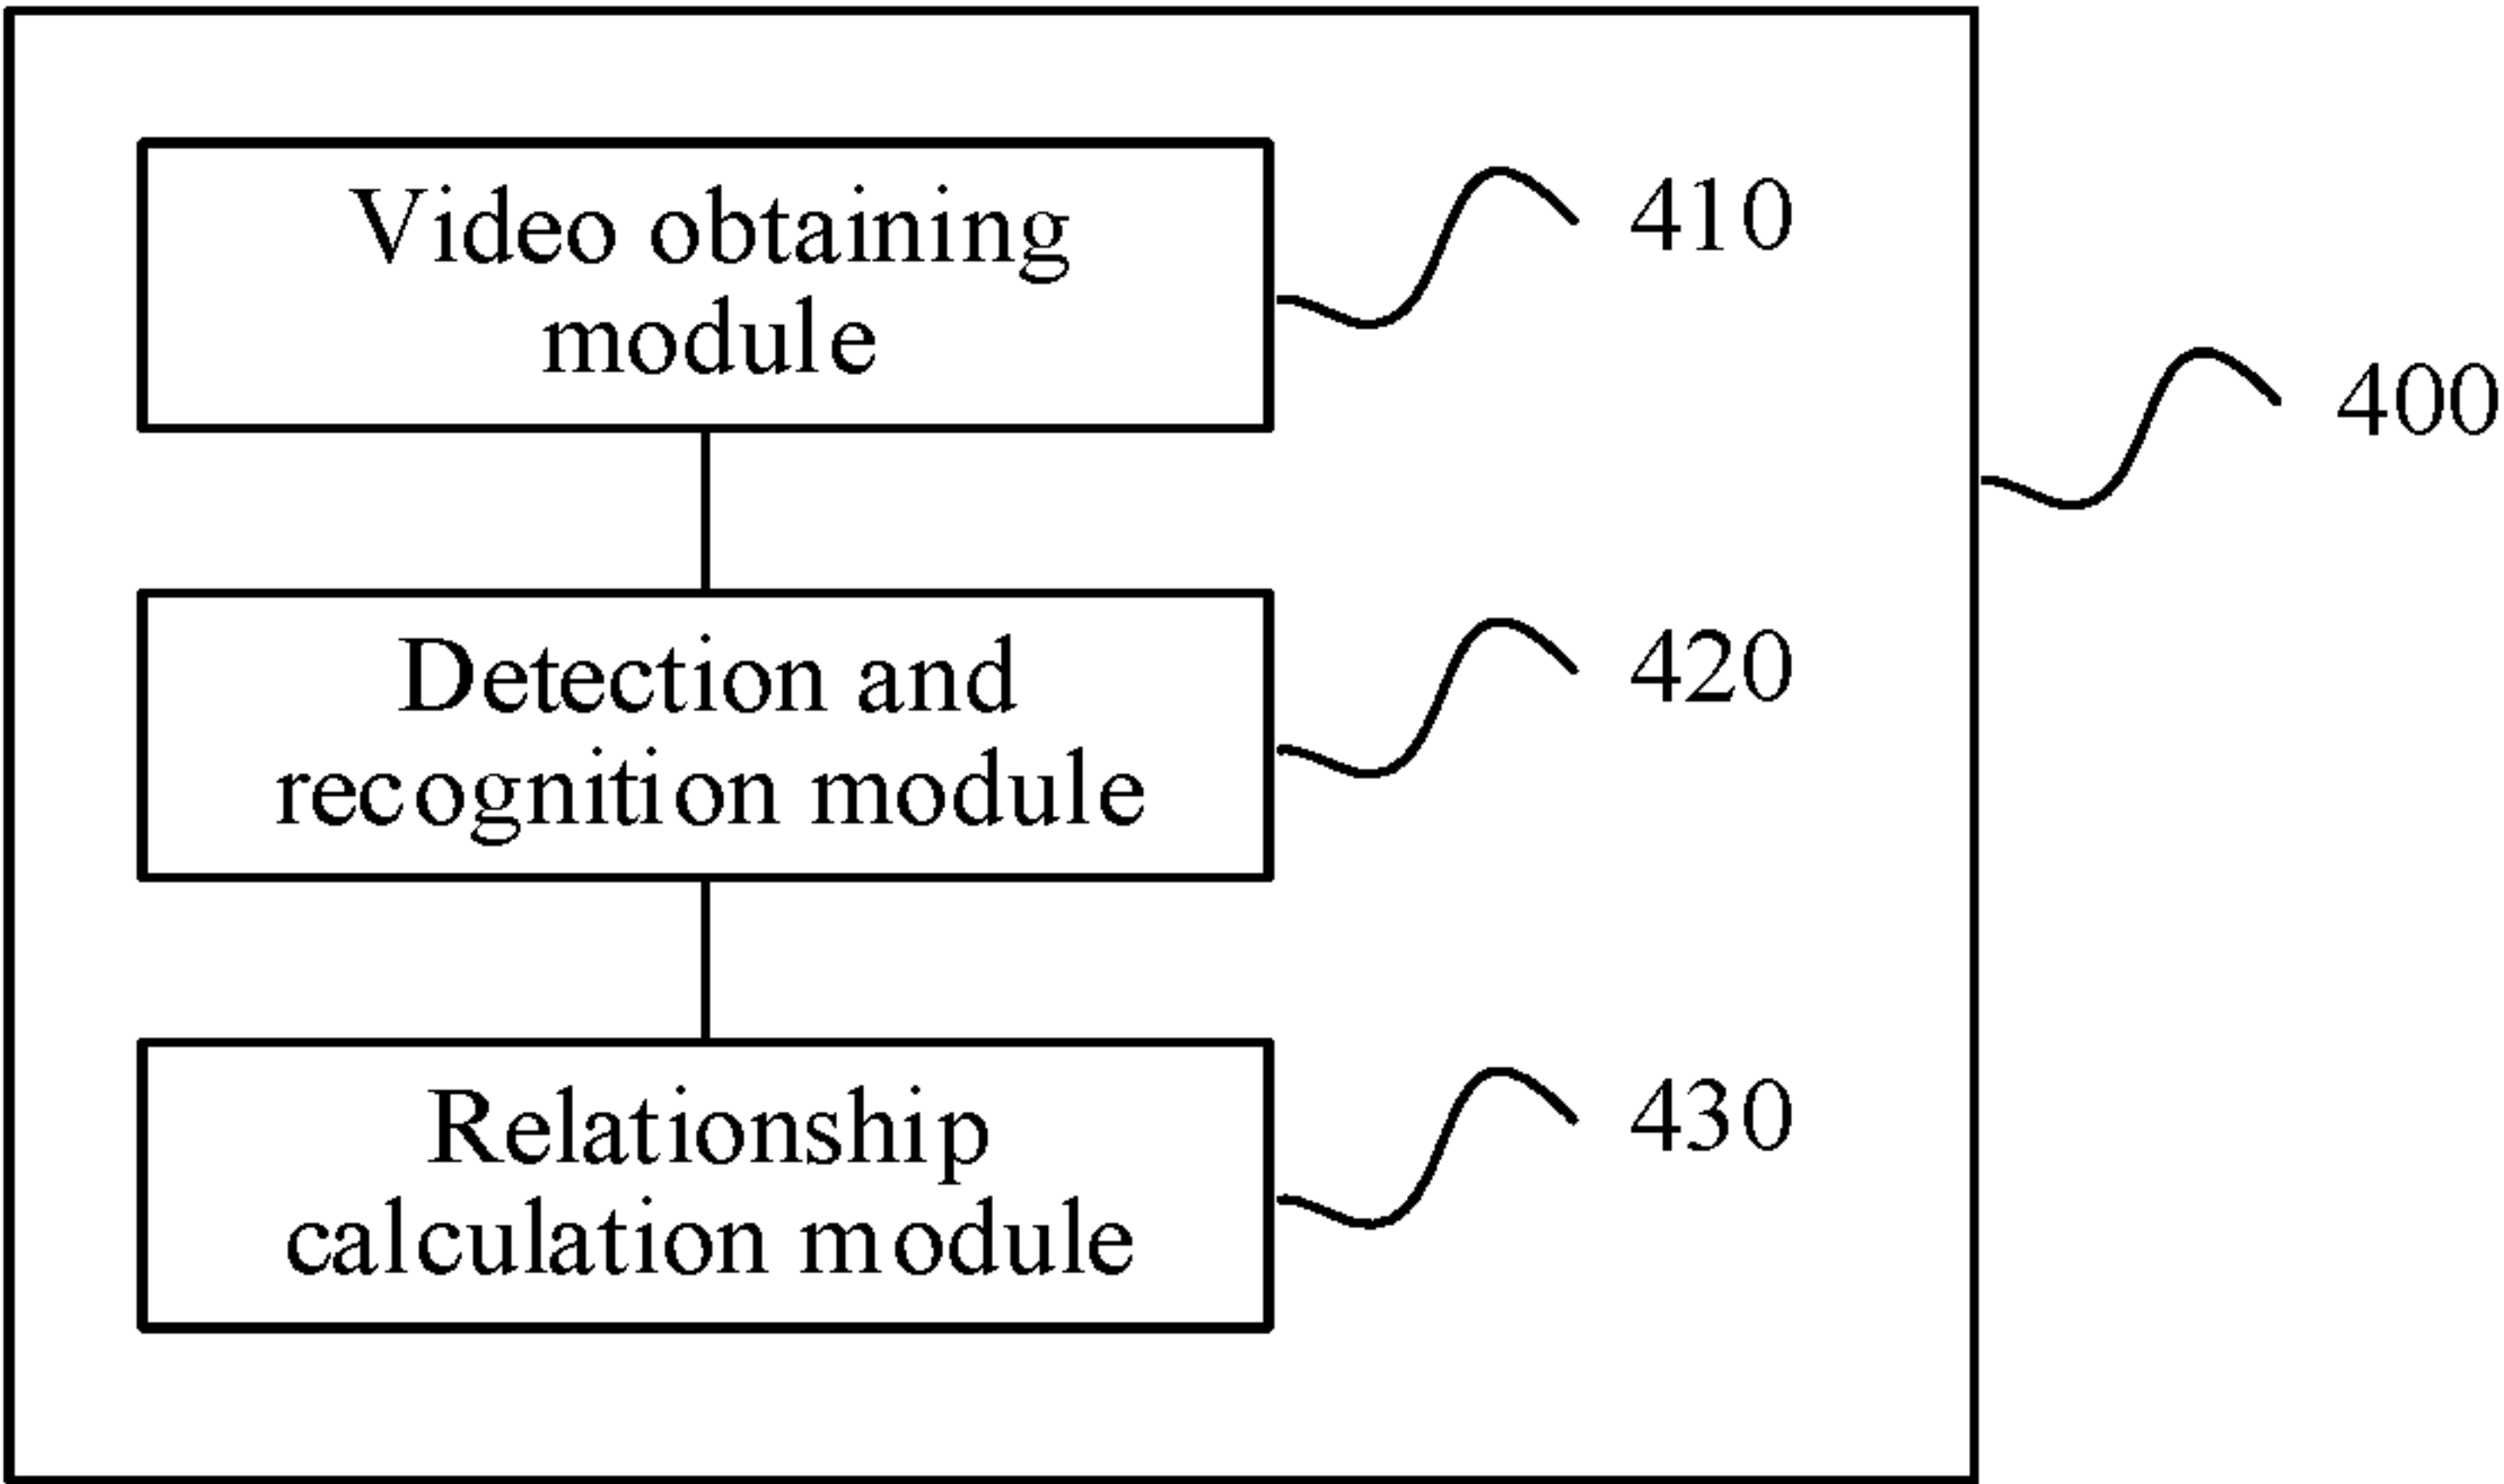 Video obtaining
module
410
400
Detection and
recognition module
420
Relationship
calculation module
430